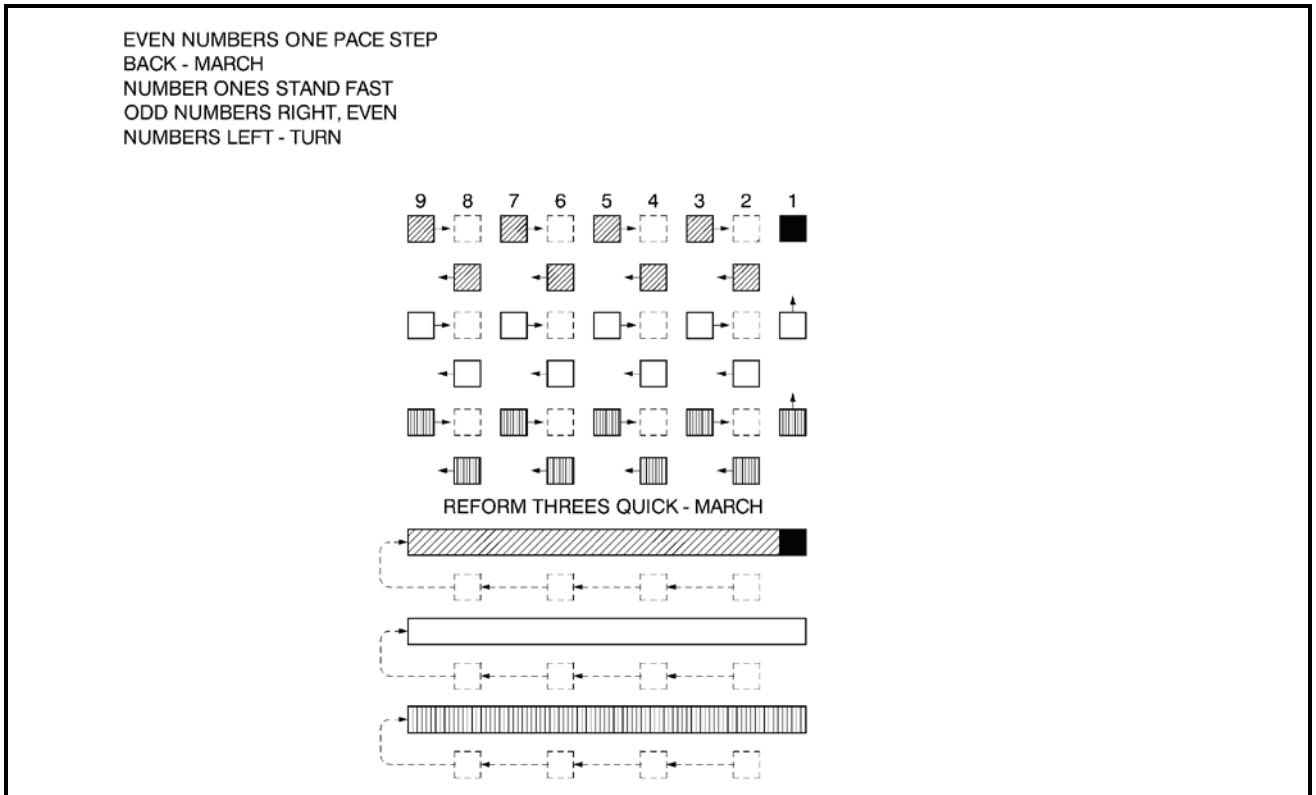 EVEN NUMBERS ONE PACE STEP
BACK - MARCH
NUMBER ONES STAND FAST
ODD NUMBERS RIGHT, EVEN
NUMBERS LEFT - TURN
9 8 7 6 5 4 3 2 1
REFORM THREES QUICK - MARCH